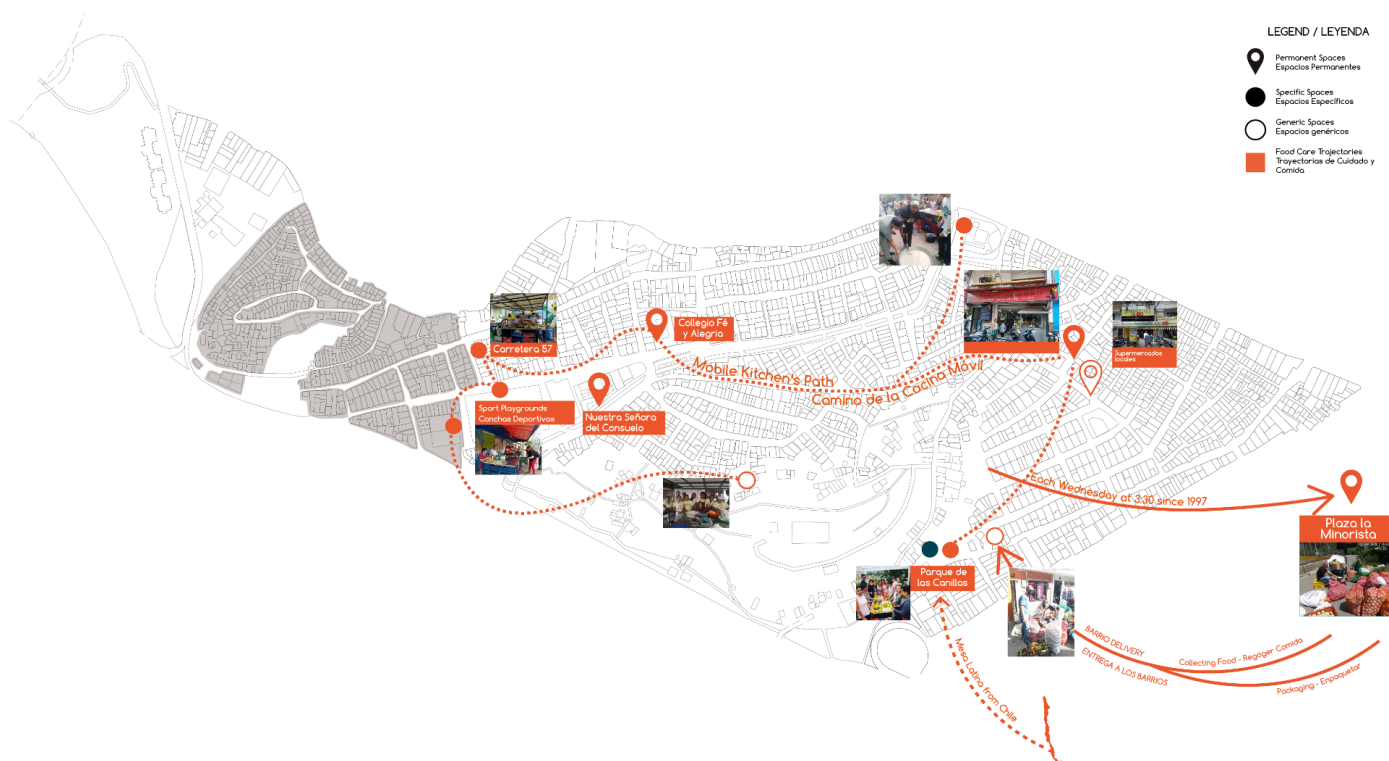 LEGEND / LEYENDA
Permanent Spaces
Espacios Permanentes
Specific Spaces
Espacios Específicos
Generic Spaces
Espacios genéricos
Food Care Trajectories
Trayectorias de Cuidado y
Comida
Carretera 57
Collegio Fé
y Alegria
Supermercados
locales
Mobile Kitchen's Path
Camino de la Cocina Móvil
Sport Playgrounds
Canchas Deportivas
Nuestra Señora
del Consuelo
Each Wednesday at 3:30 since 1997
Plaza la
Minorista
Parque de
las Canillas
BARRIO DELIVERY
ENTREGA A LOS BARRIOS
Collecting Food - Regoger Comida
Packaging - Enpaquetar
Mesa Latina from Chile